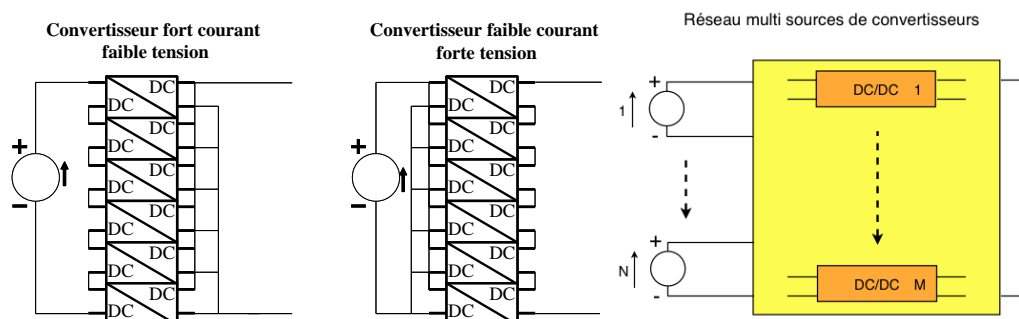 Convertisseur fort courant
faible tension
DC
DC
DC
DC
DC
DC
DC
DC
DC
DC
DC
DC
+
−
Convertisseur faible courant
forte tension
DC
DC
DC
DC
DC
DC
DC
DC
DC
DC
DC
DC
+
−
Réseau multi sources de convertisseurs
+
1
-
DC/DC 1
+
N
-
DC/DC M